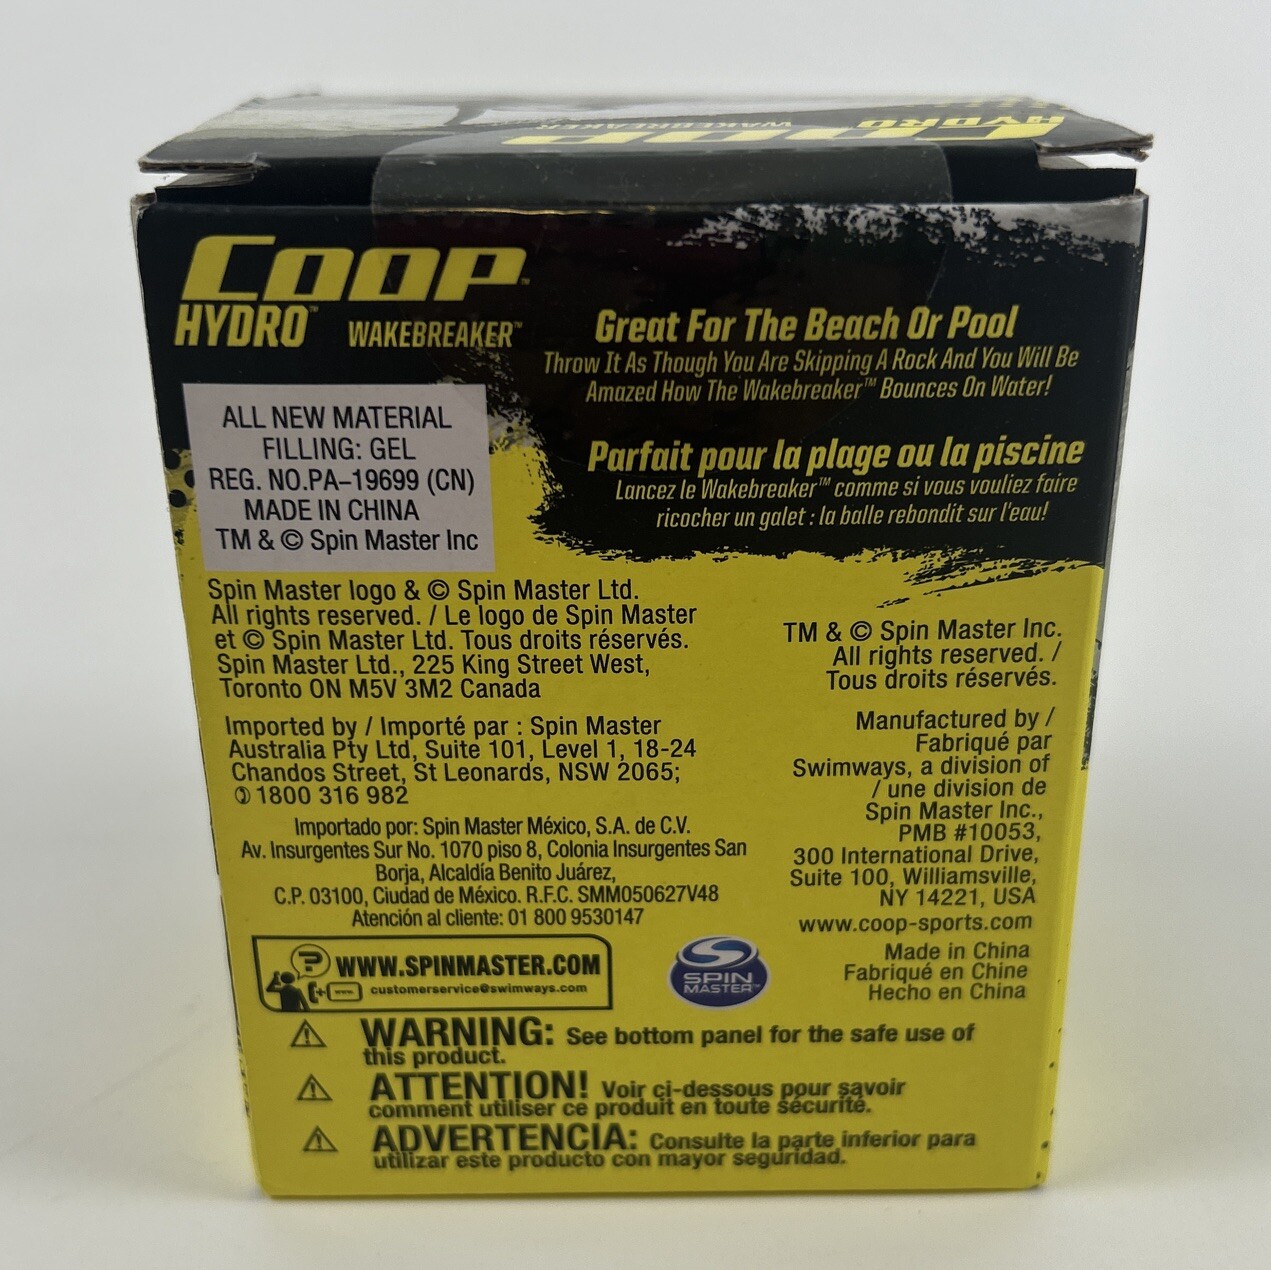 COOP
HYDRO™
WAKEBREAKER
COOP™
HYDRO™ WAKEBREAKER™
Great For The Beach Or Pool
Throw It As Though You Are Skipping A Rock And You Will Be
Amazed How The Wakebreaker™ Bounces On Water!
Parfait pour la plage ou la piscine
Lancez le Wakebreaker™ comme si vous vouliez faire
ricocher un galet : la balle rebondit sur l'eau!
ALL NEW MATERIAL
FILLING: GEL
REG. NO.PA-19699 (CN)
MADE IN CHINA
TM & © Spin Master Inc
Spin Master logo & © Spin Master Ltd.
All rights reserved. / Le logo de Spin Master
et © Spin Master Ltd. Tous droits réservés.
Spin Master Ltd., 225 King Street West,
Toronto ON M5V 3M2 Canada
Imported by / Importé par : Spin Master
Australia Pty Ltd, Suite 101, Level 1, 18-24
Chandos Street, St Leonards, NSW 2065;
✆ 1800 316 982
Importado por: Spin Master México, S.A. de C.V.
Av. Insurgentes Sur No. 1070 piso 8, Colonia Insurgentes San
Borja, Alcaldía Benito Juárez,
C.P. 03100, Ciudad de México. R.F.C. SMM050627V48
Atención al cliente: 01 800 9530147
TM & © Spin Master Inc.
All rights reserved. /
Tous droits réservés.
Manufactured by /
Fabriqué par
Swimways, a division of
/ une division de
Spin Master Inc.,
PMB #10053,
300 International Drive,
Suite 100, Williamsville,
NY 14221, USA
www.coop-sports.com
Made in China
Fabriqué en Chine
Hecho en China
? WWW.SPINMASTER.COM
customerservice@swimways.com
SPIN
MASTER™
WARNING: See bottom panel for the safe use of
this product.
ATTENTION! Voir ci-dessous pour savoir
comment utiliser ce produit en toute sécurité.
ADVERTENCIA: Consulte la parte inferior para
utilizar este producto con mayor seguridad.